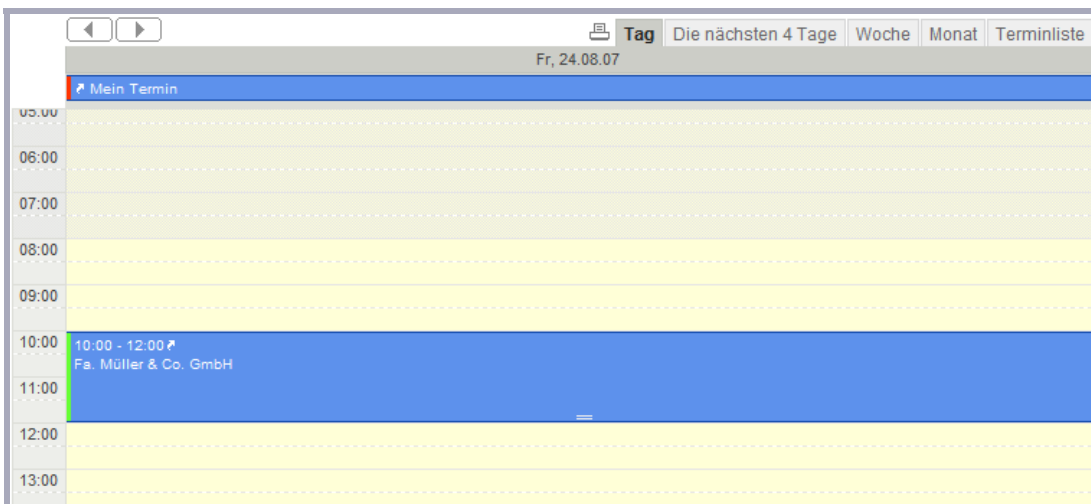 Tag Die nächsten 4 Tage Woche Monat Terminliste
Fr, 24.08.07
Mein Termin
05:00
06:00
07:00
08:00
09:00
10:00 10:00 - 12:00
Fa. Müller & Co. GmbH
11:00
12:00
13:00